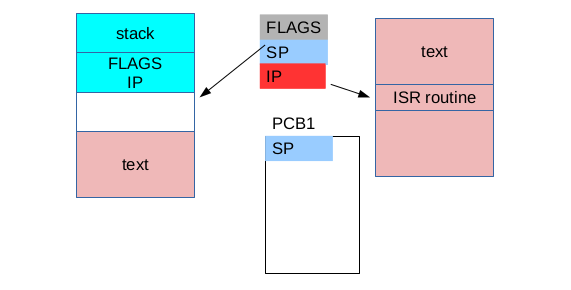 stack
FLAGS
IP
text
FLAGS
SP
IP
PCB1
SP
text
ISR routine